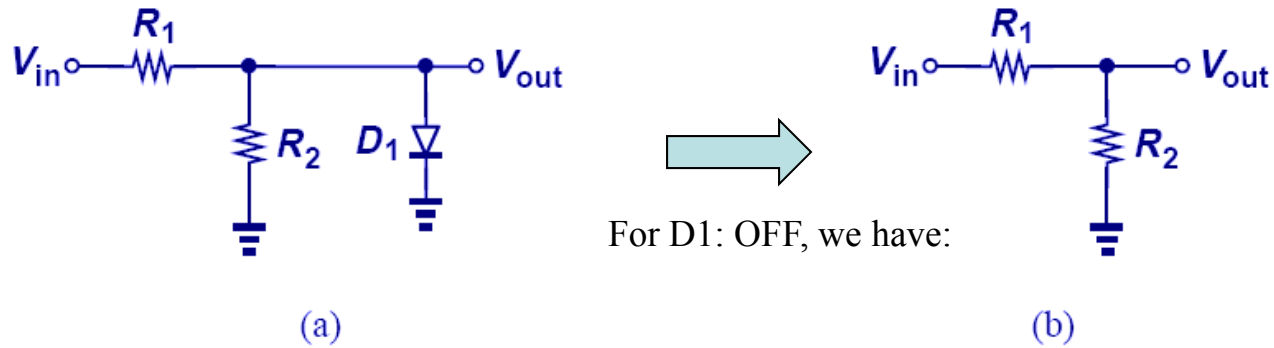 R1
Vin
Vout
R2
D1
(a)
For D1: OFF, we have:
R1
Vin
Vout
R2
(b)